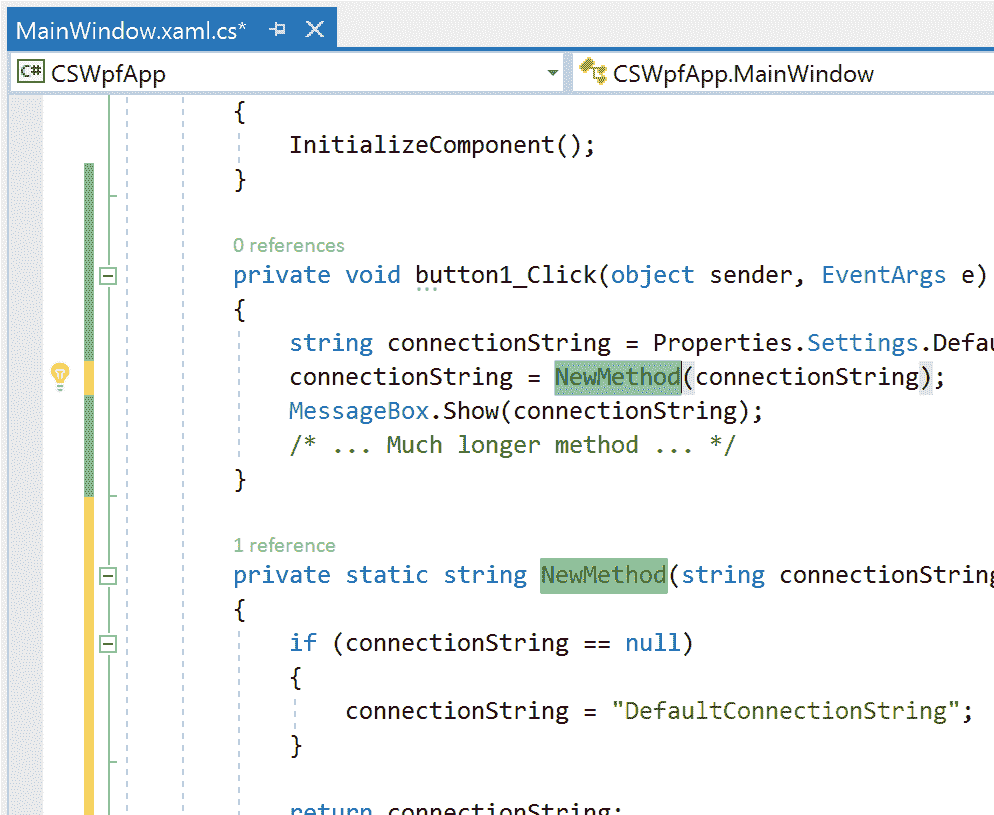 MainWindow.xaml.cs*
C# CSWpfApp CSWpfApp.MainWindow
{
InitializeComponent();
}
0 references
private void button1_Click(object sender, EventArgs e)
{
string connectionString = Properties.Settings.Defau
connectionString = NewMethod(connectionString);
MessageBox.Show(connectionString);
/* ... Much longer method ... */
}
1 reference
private static string NewMethod(string connectionString
{
if (connectionString == null)
{
connectionString = "DefaultConnectionString";
}
return connectionString;